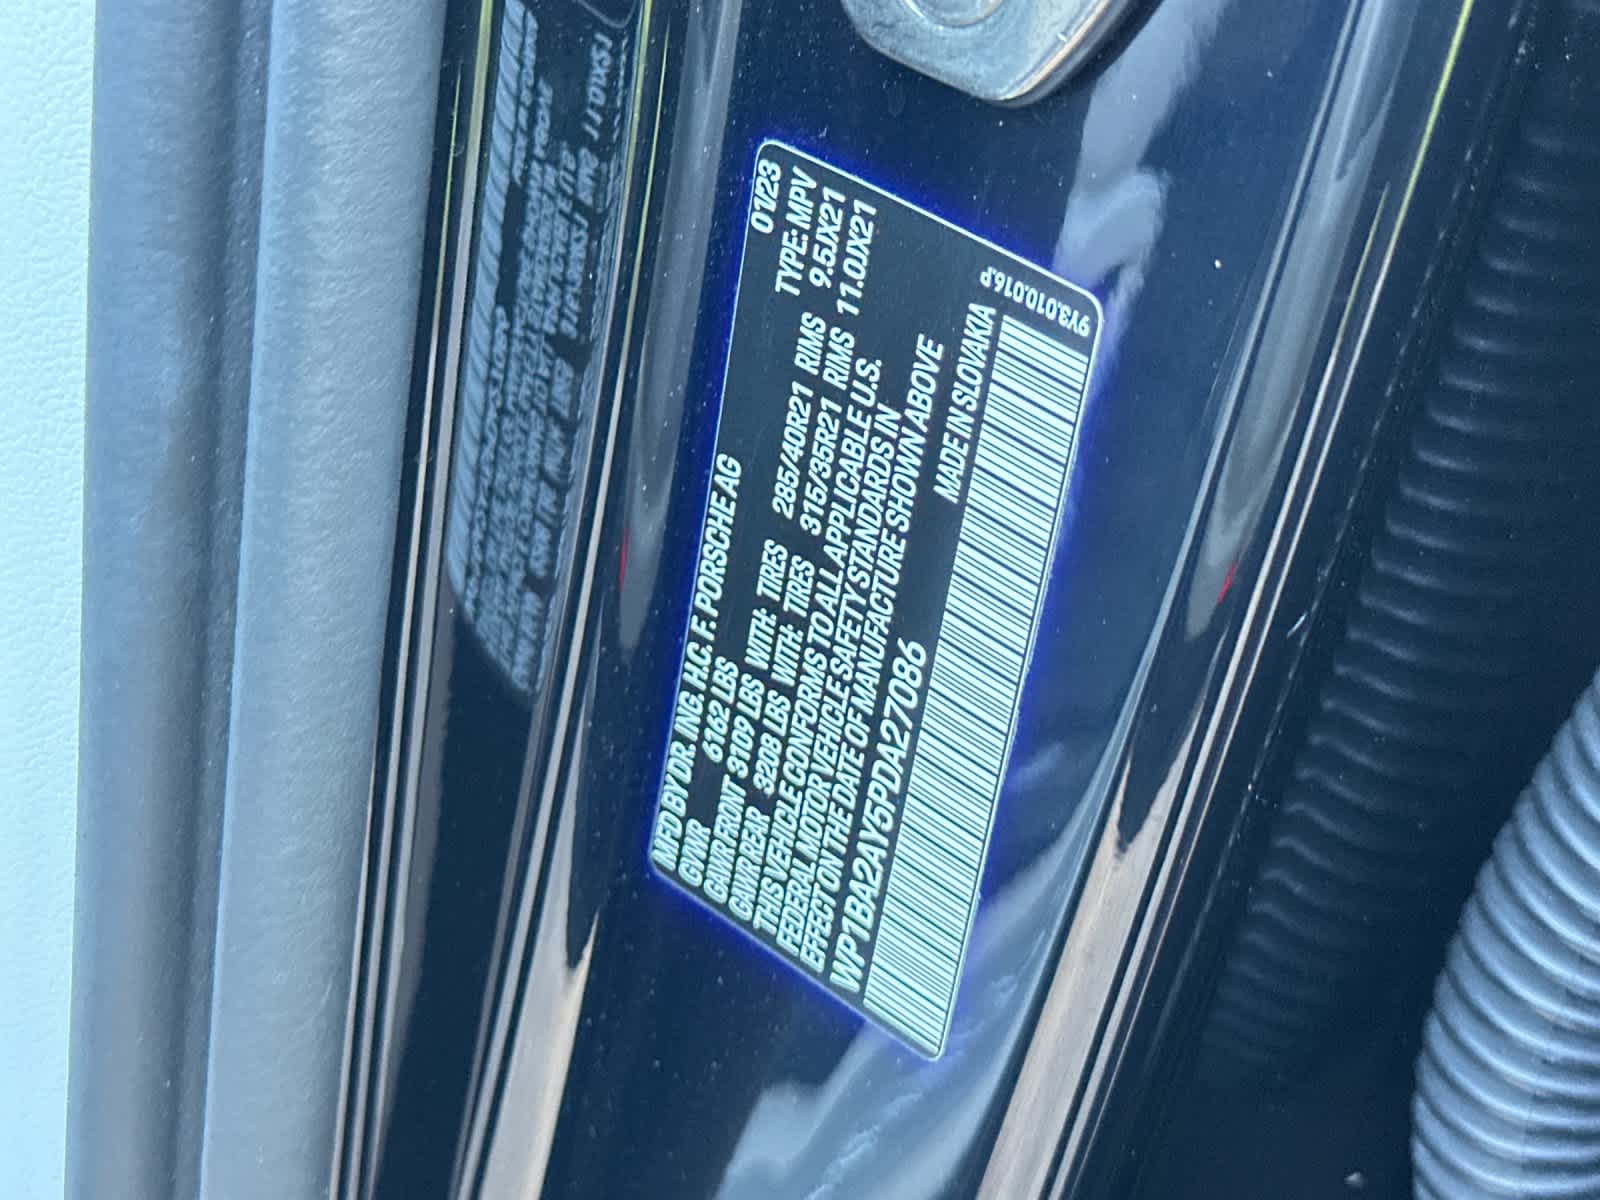 MFD BY DR. ING. H.C. F. PORSCHE AG 01/23
GVWR 6162 LBS TYPE: MPV
GAWR FRONT 3109 LBS WITH: TIRES 285/40R21 RIMS 9.5JX21
GAWR REAR 3208 LBS WITH: TIRES 315/35R21 RIMS 11.0JX21
THIS VEHICLE CONFORMS TO ALL APPLICABLE U.S.
FEDERAL MOTOR VEHICLE SAFETY STANDARDS IN
EFFECT ON THE DATE OF MANUFACTURE SHOWN ABOVE
WP1BA2AY5PDA27086 MADE IN SLOVAKIA
9Y3.010.016.P